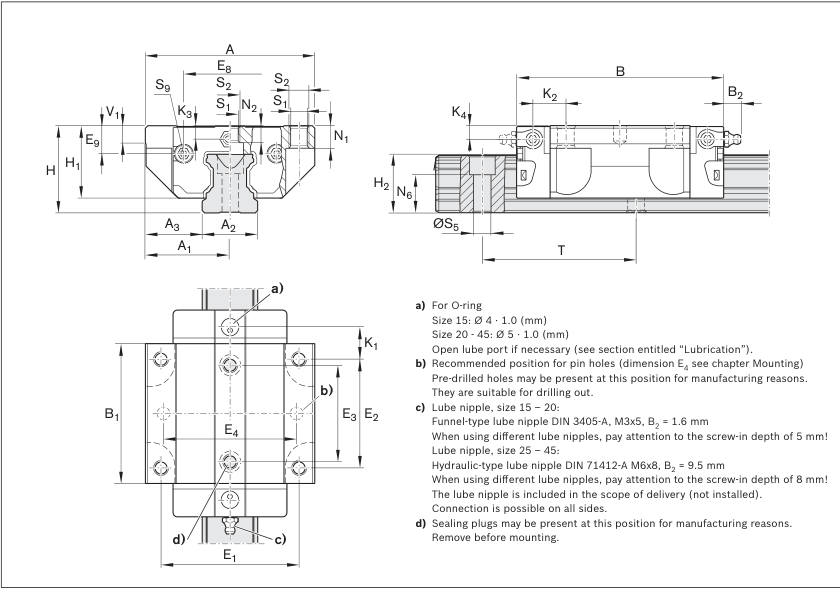 A
E8
S9
S2
S2
V1
K3
S1
N2
S1
E9
N1
H
H1
A3
A2
A1
B
K2
B2
K4
H2
N6
ØS5
T
a)
K1
b)
B1
E4
E3
E2
d)
c)
E1
a) For O-ring
Size 15: Ø 4 · 1.0 (mm)
Size 20 - 45: Ø 5 · 1.0 (mm)
Open lube port if necessary (see section entitled “Lubrication”).
b) Recommended position for pin holes (dimension E4 see chapter Mounting)
Pre-drilled holes may be present at this position for manufacturing reasons.
They are suitable for drilling out.
c) Lube nipple, size 15 – 20:
Funnel-type lube nipple DIN 3405-A, M3x5, B2 = 1.6 mm
When using different lube nipples, pay attention to the screw-in depth of 5 mm!
Lube nipple, size 25 – 45:
Hydraulic-type lube nipple DIN 71412-A M6x8, B2 = 9.5 mm
When using different lube nipples, pay attention to the screw-in depth of 8 mm!
The lube nipple is included in the scope of delivery (not installed).
Connection is possible on all sides.
d) Sealing plugs may be present at this position for manufacturing reasons.
Remove before mounting.